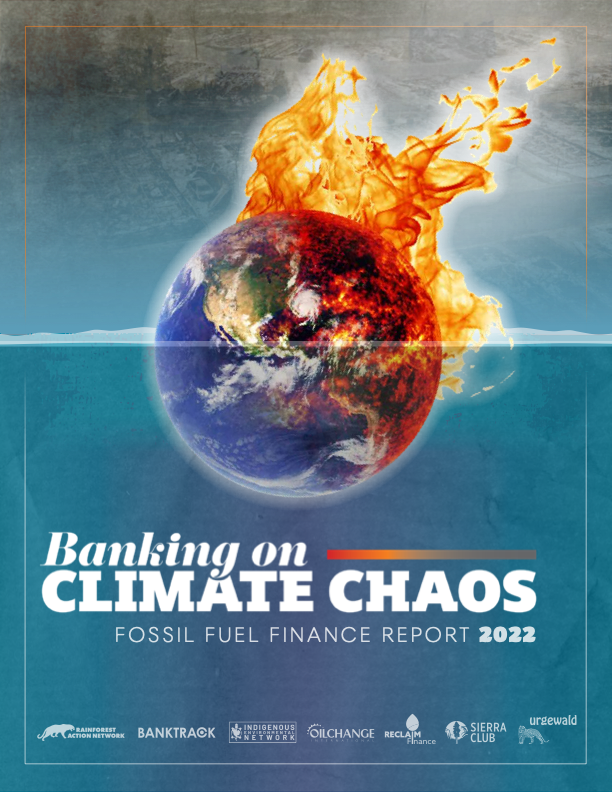 Banking on
CLIMATE CHAOS
FOSSIL FUEL FINANCE REPORT 2022
RAINFOREST
ACTION NETWORK
BANKTRACK
INDIGENOUS
ENVIRONMENTAL
NETWORK
OILCHANGE
INTERNATIONAL
RECLAIM
Finance
SIERRA
CLUB
urgewald